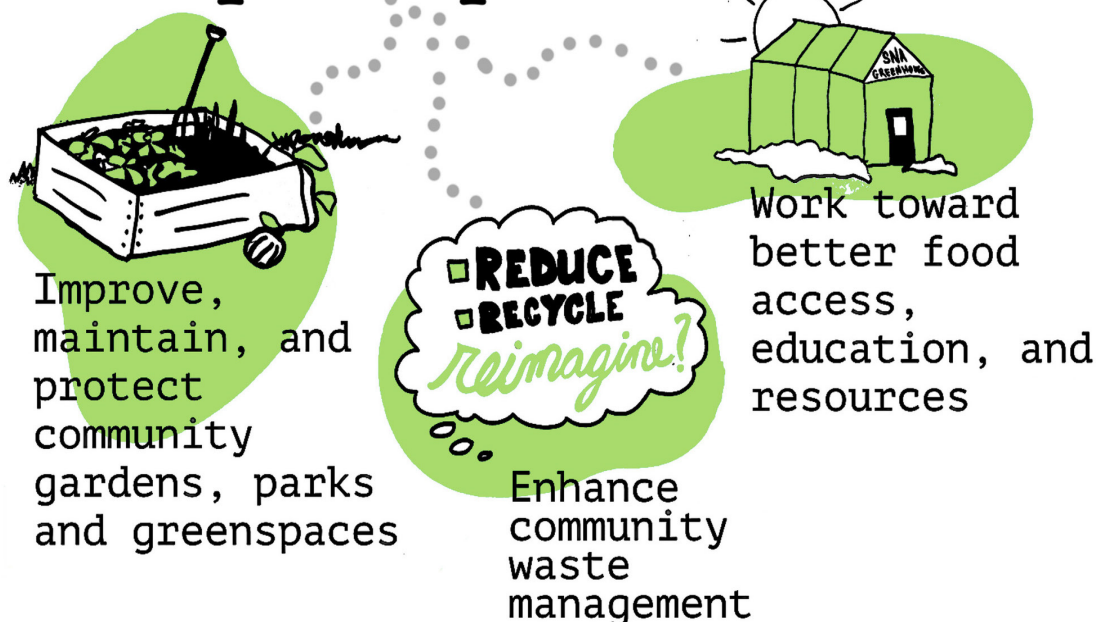 SNA
GREENHOUSE
Improve,
maintain, and
protect
community
gardens, parks
and greenspaces
REDUCE
RECYCLE
reimagine?
Enhance
community
waste
management
Work toward
better food
access,
education, and
resources